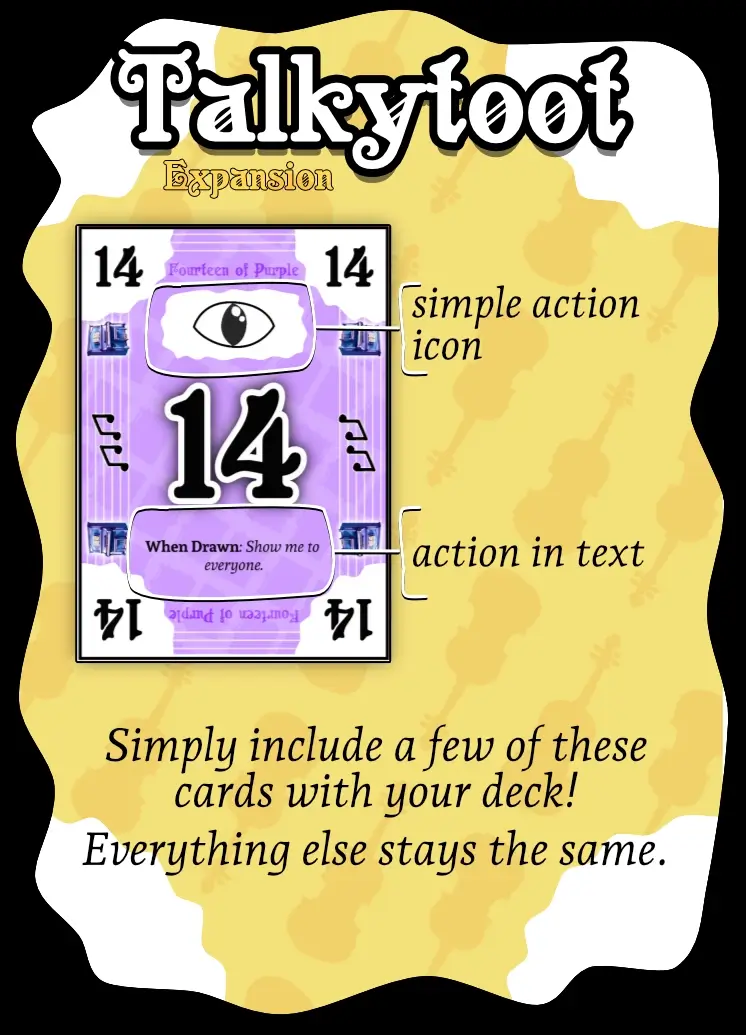 Talkytoot
Expansion
14 Fourteen of Purple 14
simple action
icon
14
When Drawn: Show me to
everyone.
action in text
14 Fourteen of Purple 14
Simply include a few of these
cards with your deck!
Everything else stays the same.